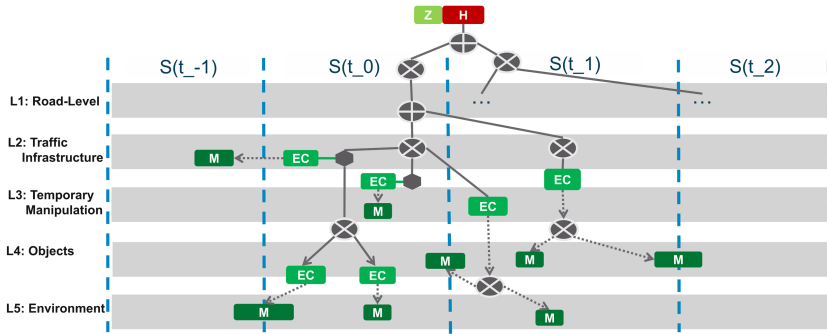 Z H
S(t_-1) S(t_0) S(t_1) S(t_2)
L1: Road-Level
... ...
L2: Traffic
Infrastructure
M EC
EC
EC
L3: Temporary
Manipulation
M
EC
L4: Objects
M M M
EC EC
L5: Environment
M M M